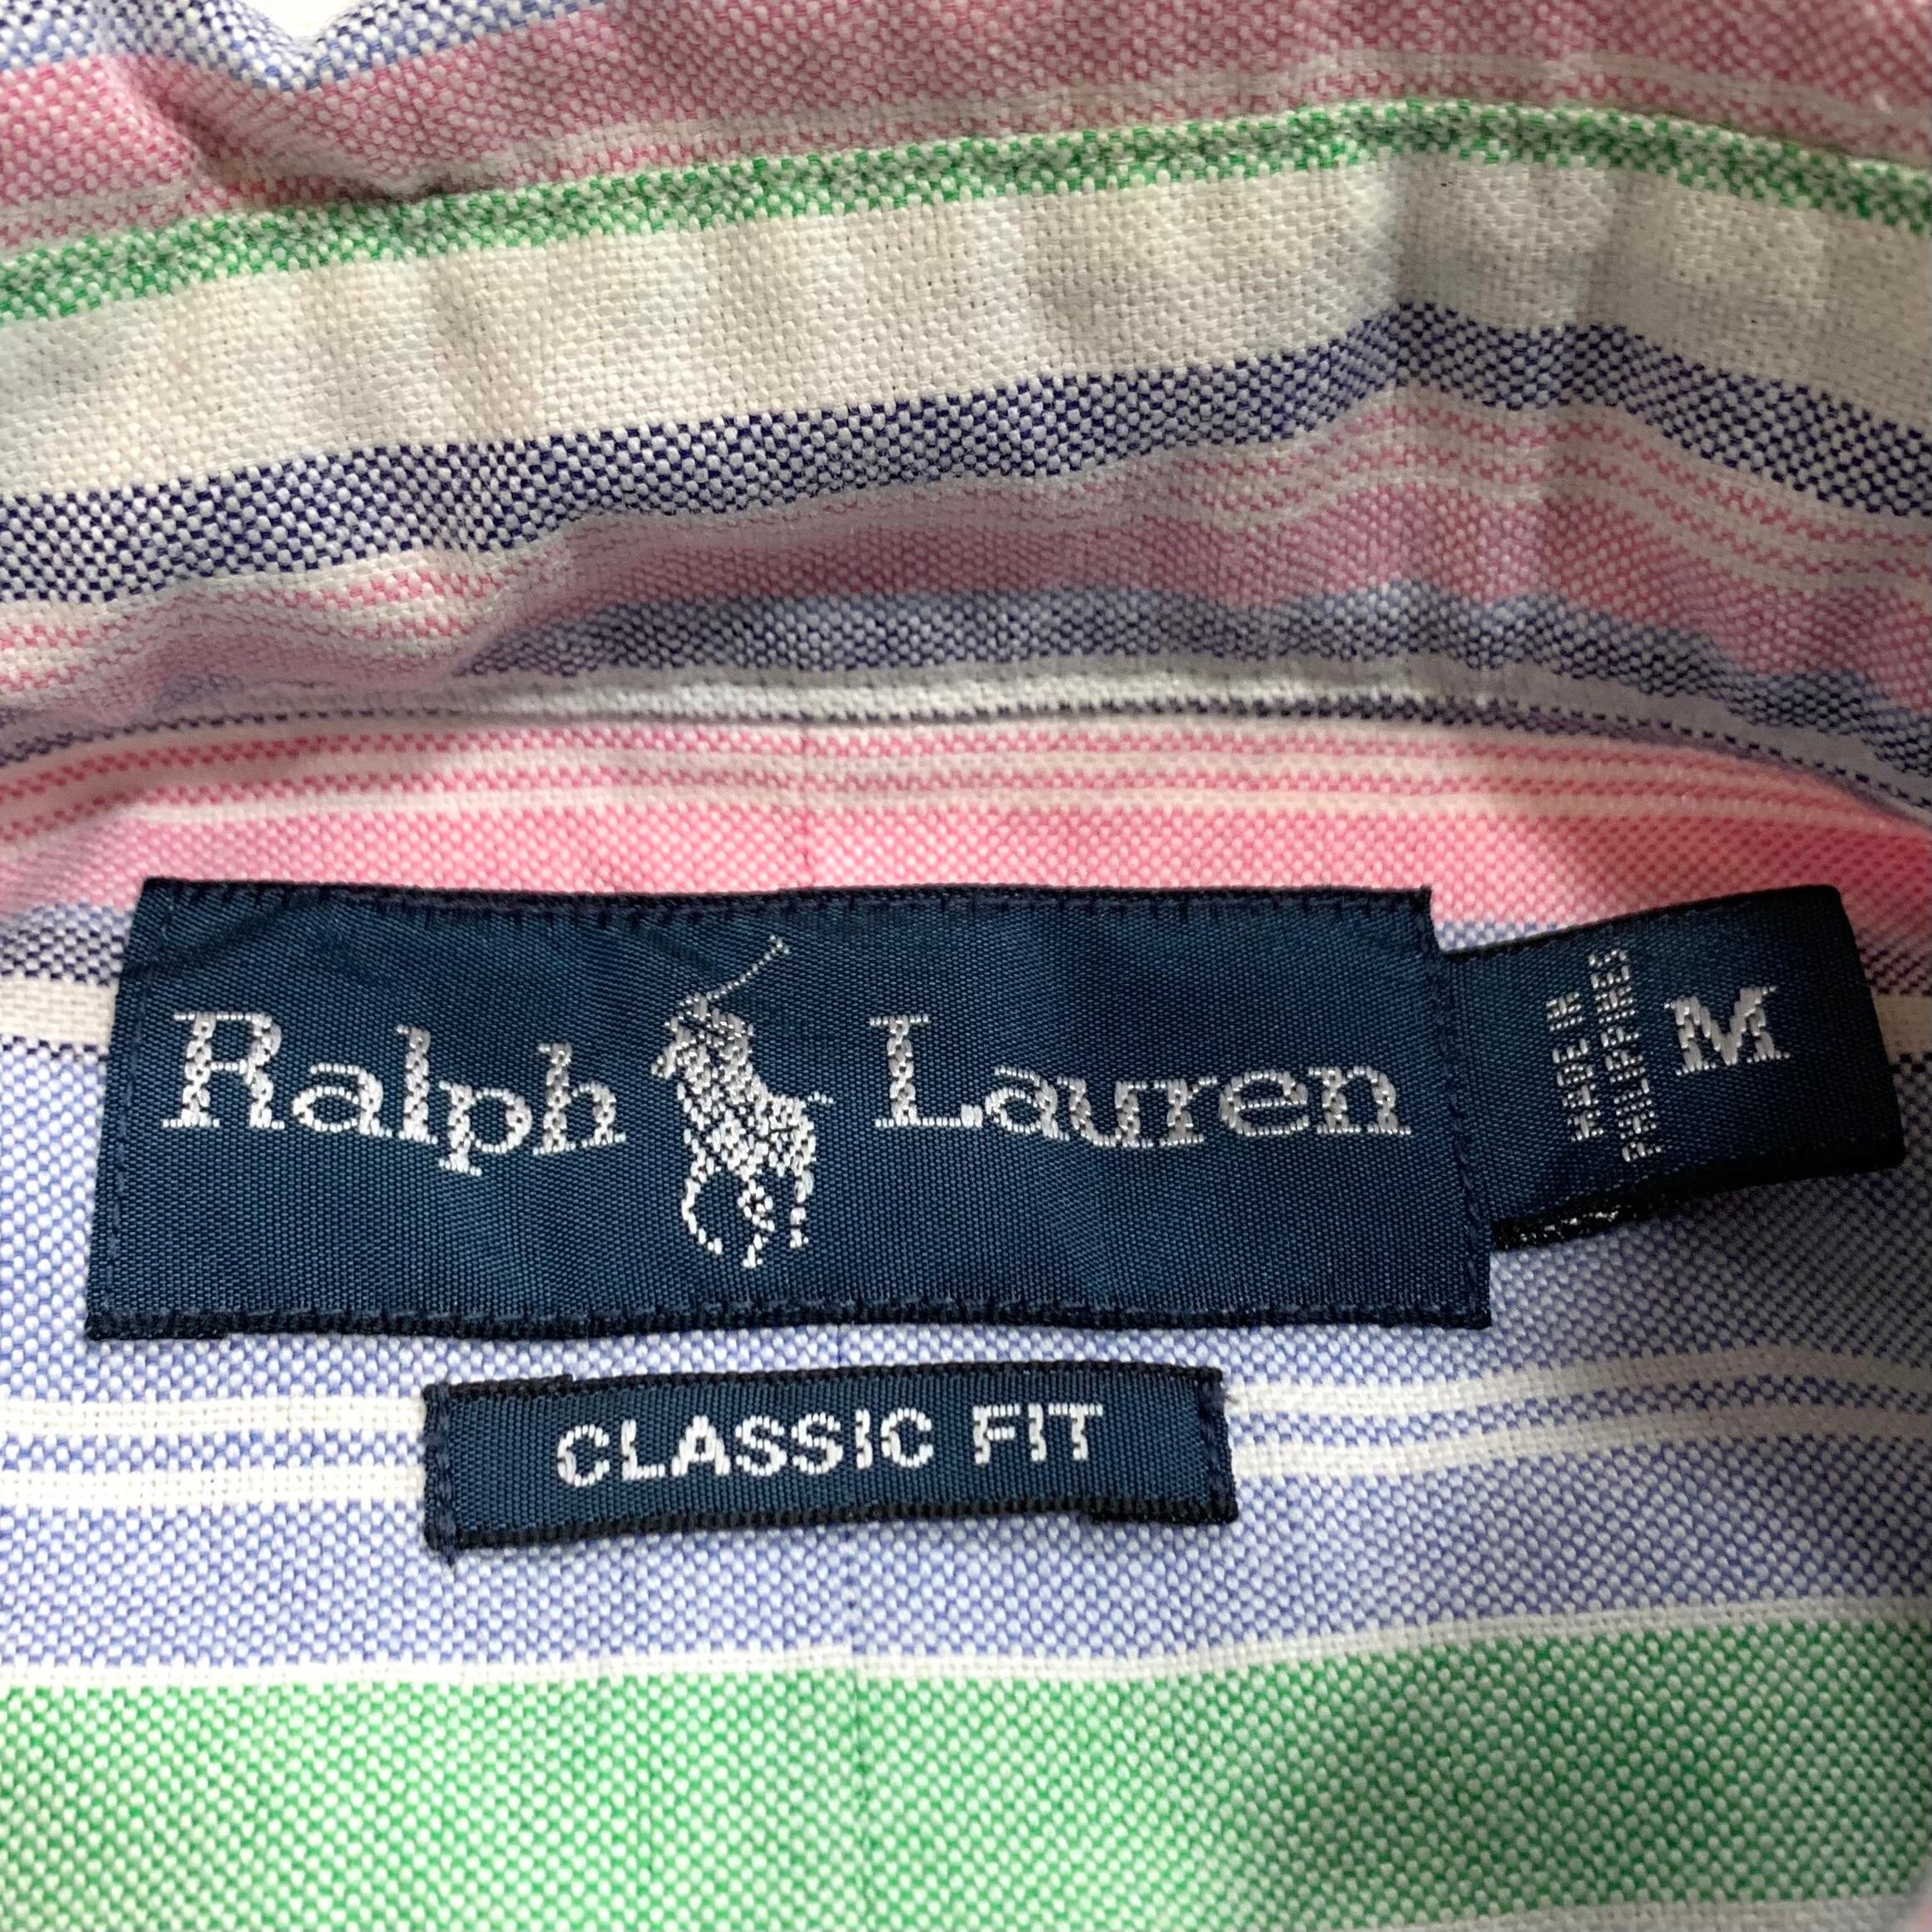 Ralph Lauren
MADE IN
PHILIPPINES
M
CLASSIC FIT